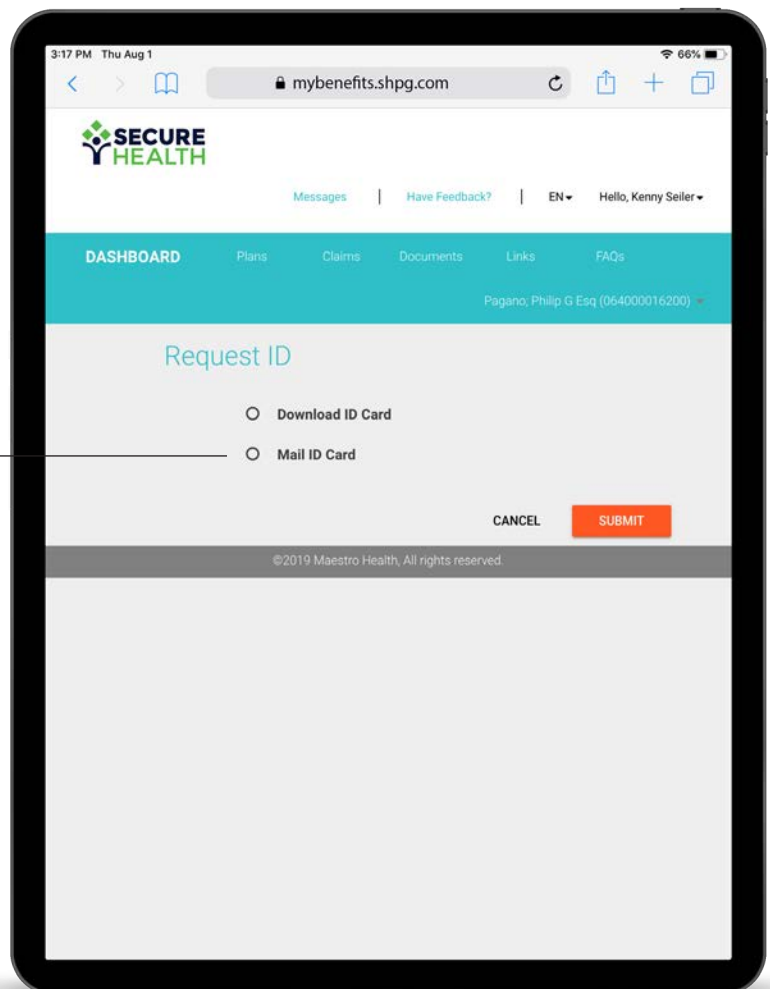 3:17 PM Thu Aug 1 66%
mybenefits.shpg.com
SECURE
HEALTH
Messages | Have Feedback? | EN Hello, Kenny Seiler
DASHBOARD Plans Claims Documents Links FAQs
Pagano; Philip G Esq (064000016200)
Request ID
Download ID Card
Mail ID Card
CANCEL SUBMIT
©2019 Maestro Health, All rights reserved.